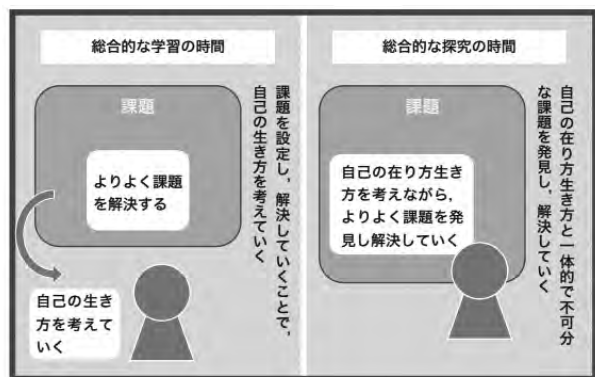 総合的な学習の時間
課題
よりよく課題
を解決する
自己の生き
方を考えて
いく
課題を設定し，解決していくことで，
自己の生き方を考えていく
総合的な探究の時間
課題
自己の在り方生き
方を考えながら，
よりよく課題を発
見し解決していく
自己の在り方生き方と一体的で不可分
な課題を発見し，解決していく